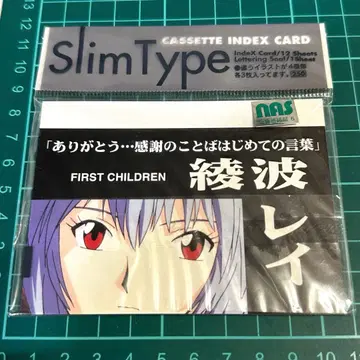 CASSETTE INDEX CARD
SlimType
Index Card/12 Sheets
Lettering Seal/1Sheet
nas
「ありがとう…感謝のことばはじめての言葉」
FIRST CHILDREN
綾波
レイ